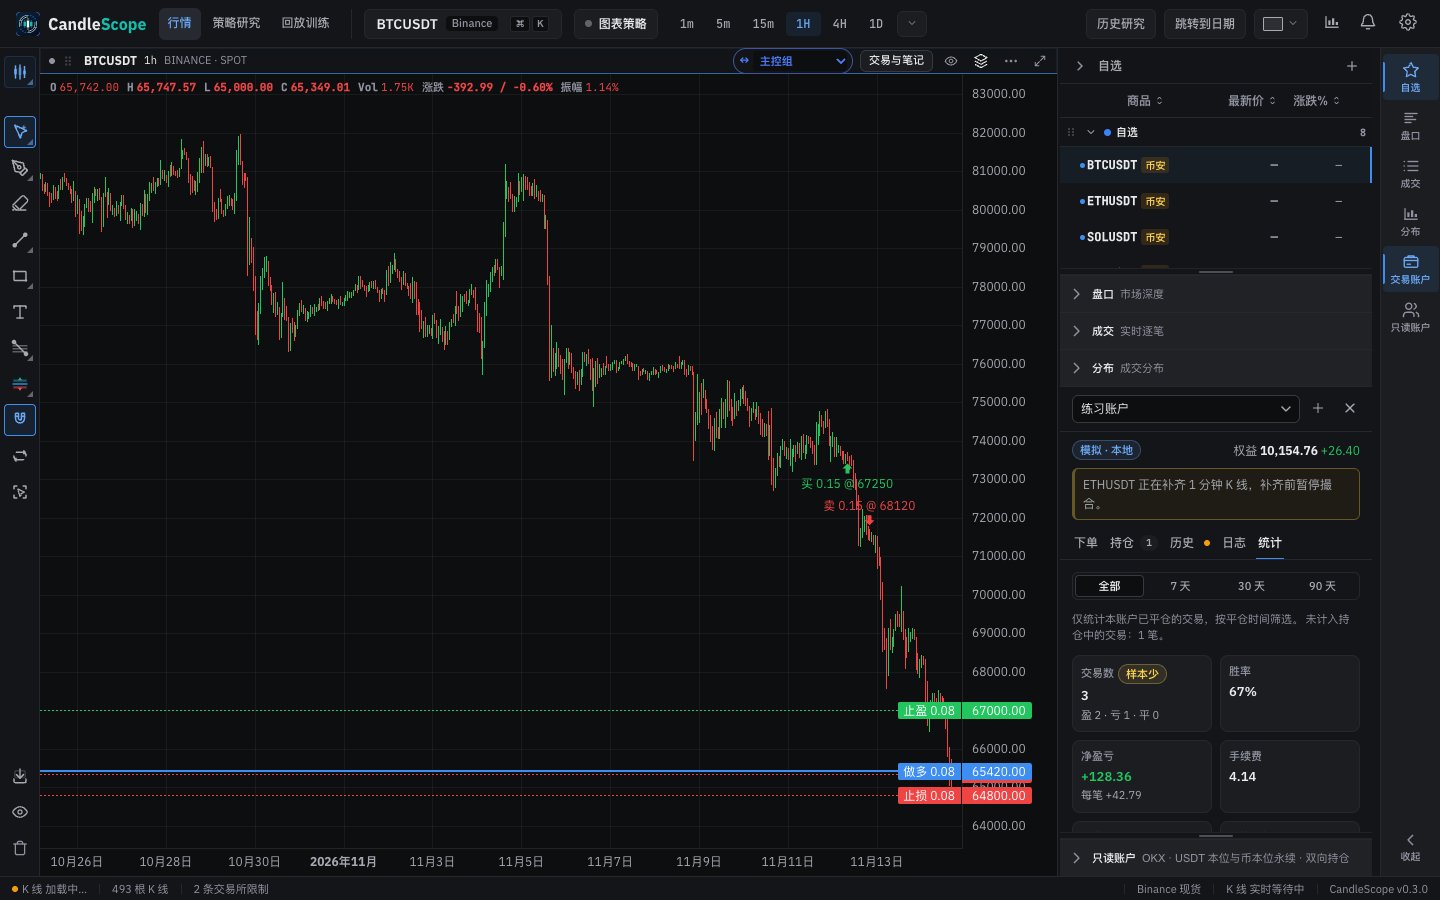 CandleScope
行情
策略研究
回放训练
BTCUSDT Binance ⌘ K
图表策略
1m 5m 15m 1H 4H 1D
历史研究
跳转到日期
BTCUSDT 1h BINANCE · SPOT
主控组
交易与笔记
O 65,742.00 H 65,747.57 L 65,000.00 C 65,349.01 Vol 1.75K 涨跌 -392.99 / -0.60% 振幅 1.14%
83000.00
82000.00
81000.00
80000.00
79000.00
78000.00
77000.00
76000.00
75000.00
74000.00
73000.00
72000.00
71000.00
70000.00
69000.00
68000.00
66000.00
64000.00
买 0.15 @ 67250
卖 0.15 @ 68120
止盈 0.08 67000.00
做多 0.08 65420.00
止损 0.08 64800.00
10月26日 10月28日 10月30日 2026年11月 11月3日 11月5日 11月7日 11月9日 11月11日 11月13日
自选
商品 最新价 涨跌%
自选 8
BTCUSDT 币安 — —
ETHUSDT 币安 — —
SOLUSDT 币安 — —
盘口 市场深度
成交 实时逐笔
分布 成交分布
练习账户
模拟 · 本地
权益 10,154.76 +26.40
ETHUSDT 正在补齐 1 分钟 K 线，补齐前暂停撮
合。
下单 持仓 1 历史 日志 统计
全部 7 天 30 天 90 天
仅统计本账户已平仓的交易，按平仓时间筛选。 未计入持
仓中的交易：1 笔。
交易数 样本少
3
盈 2 · 亏 1 · 平 0
胜率
67%
净盈亏
+128.36
每笔 +42.79
手续费
4.14
只读账户 OKX · USDT 本位与币本位永续 · 双向持仓
自选
盘口
成交
分布
交易账户
只读账户
收起
K 线 加载中... 493 根 K 线 2 条交易所限制
Binance 现货 K 线 实时等待中 CandleScope v0.3.0